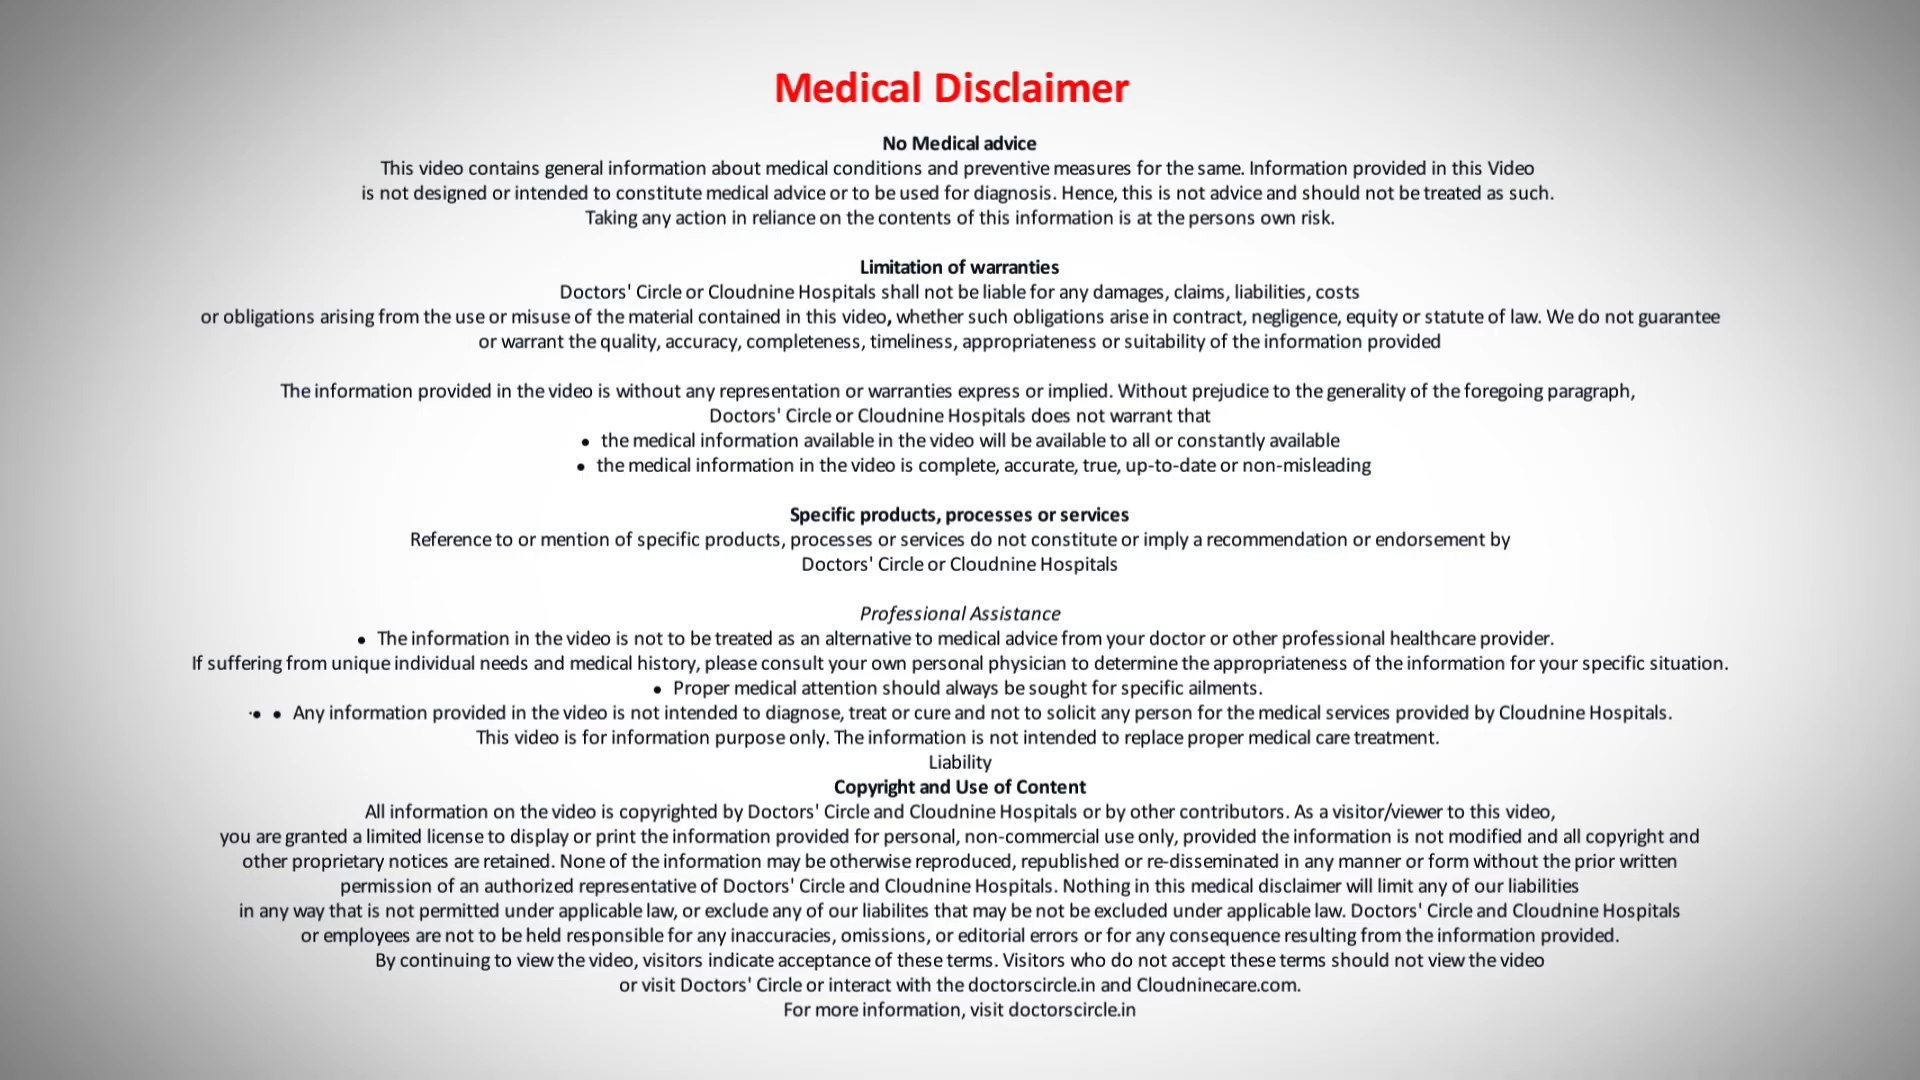 Medical Disclaimer
No Medical advice
This video contains general information about medical conditions and preventive measures for the same. Information provided in this Video
is not designed or intended to constitute medical advice or to be used for diagnosis. Hence, this is not advice and should not be treated as such.
Taking any action in reliance on the contents of this information is at the persons own risk.
Limitation of warranties
Doctors' Circle or Cloudnine Hospitals shall not be liable for any damages, claims, liabilities, costs
or obligations arising from the use or misuse of the material contained in this video, whether such obligations arise in contract, negligence, equity or statute of law. We do not guarantee
or warrant the quality, accuracy, completeness, timeliness, appropriateness or suitability of the information provided
The information provided in the video is without any representation or warranties express or implied. Without prejudice to the generality of the foregoing paragraph,
Doctors' Circle or Cloudnine Hospitals does not warrant that
• the medical information available in the video will be available to all or constantly available
• the medical information in the video is complete, accurate, true, up-to-date or non-misleading
Specific products, processes or services
Reference to or mention of specific products, processes or services do not constitute or imply a recommendation or endorsement by
Doctors' Circle or Cloudnine Hospitals
Professional Assistance
• The information in the video is not to be treated as an alternative to medical advice from your doctor or other professional healthcare provider.
If suffering from unique individual needs and medical history, please consult your own personal physician to determine the appropriateness of the information for your specific situation.
• Proper medical attention should always be sought for specific ailments.
·• • Any information provided in the video is not intended to diagnose, treat or cure and not to solicit any person for the medical services provided by Cloudnine Hospitals.
This video is for information purpose only. The information is not intended to replace proper medical care treatment.
Liability
Copyright and Use of Content
All information on the video is copyrighted by Doctors' Circle and Cloudnine Hospitals or by other contributors. As a visitor/viewer to this video,
you are granted a limited license to display or print the information provided for personal, non-commercial use only, provided the information is not modified and all copyright and
other proprietary notices are retained. None of the information may be otherwise reproduced, republished or re-disseminated in any manner or form without the prior written
permission of an authorized representative of Doctors' Circle and Cloudnine Hospitals. Nothing in this medical disclaimer will limit any of our liabilities
in any way that is not permitted under applicable law, or exclude any of our liabilites that may be not be excluded under applicable law. Doctors' Circle and Cloudnine Hospitals
or employees are not to be held responsible for any inaccuracies, omissions, or editorial errors or for any consequence resulting from the information provided.
By continuing to view the video, visitors indicate acceptance of these terms. Visitors who do not accept these terms should not view the video
or visit Doctors' Circle or interact with the doctorscircle.in and Cloudninecare.com.
For more information, visit doctorscircle.in